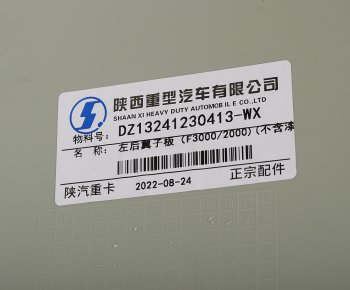 陕西重型汽车有限公司
SHAAN XI HEAVY DUTY AUTOMOBILE CO.,LTD
物料号: DZ13241230413-WX
名 称: 左后翼子板 (F3000/2000)(不含漆
陕汽重卡 2022-08-24 正宗配件